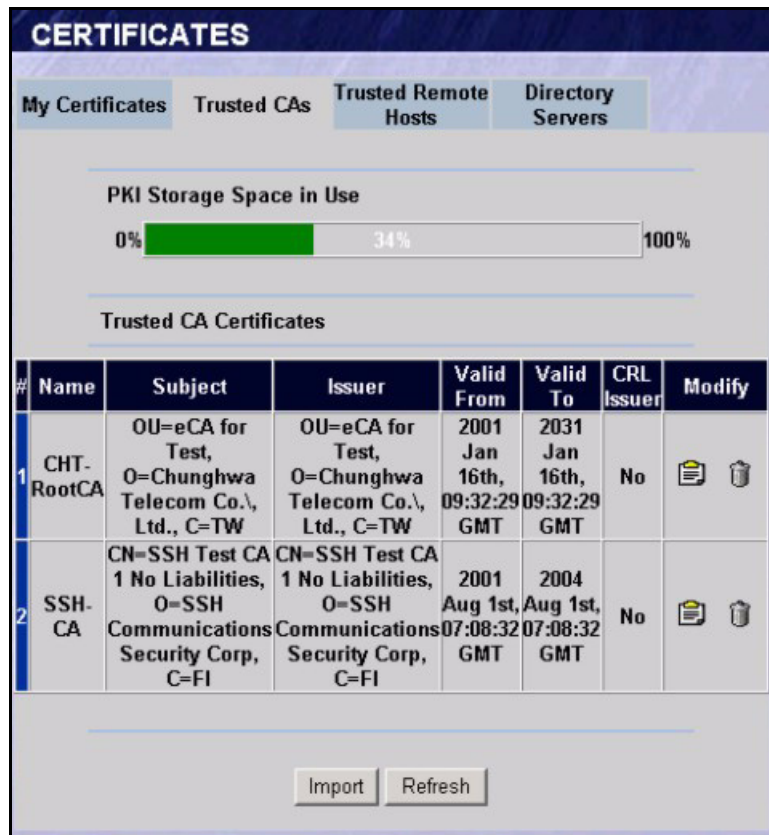 CERTIFICATES
My Certificates
Trusted CAs
Trusted Remote
Hosts
Directory
Servers
PKI Storage Space in Use
0%
34%
100%
Trusted CA Certificates
#
Name
Subject
Issuer
Valid
From
Valid
To
CRL
Issuer
Modify
1
CHT-
RootCA
OU=eCA for
Test,
O=Chunghwa
Telecom Co.\,
Ltd., C=TW
OU=eCA for
Test,
O=Chunghwa
Telecom Co.\,
Ltd., C=TW
2001
Jan
16th,
09:32:29
GMT
2031
Jan
16th,
09:32:29
GMT
No
2
SSH-
CA
CN=SSH Test CA
1 No Liabilities,
O=SSH
Communications
Security Corp,
C=FI
CN=SSH Test CA
1 No Liabilities,
O=SSH
Communications
Security Corp,
C=FI
2001
Aug 1st,
07:08:32
GMT
2004
Aug 1st,
07:08:32
GMT
No
Import
Refresh